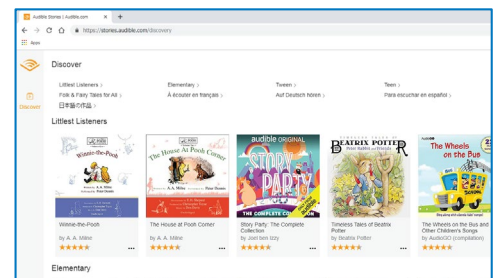 Audible Stories | Audible.com
https://stories.audible.com/discovery
Apps
Discover
Discover
Littlest Listeners >
Elementary >
Tween >
Teen >
Folk & Fairy Tales for All >
À écouter en français >
Auf Deutsch hören >
Para escuchar en español >
日本語の作品 >
Littlest Listeners
Winnie-the-Pooh
A. A. Milne
The House At Pooh Corner
A. A. Milne
audible ORIGINAL
STORY PARTY
THE COMPLETE COLLECTION
TIMELESS TALES OF
BEATRIX POTTER
The Wheels
on the Bus
Winnie-the-Pooh
by A. A. Milne
The House at Pooh Corner
by A. A. Milne
Story Party: The Complete
Collection
by Joel ben Izzy
Timeless Tales of Beatrix
Potter
by Beatrix Potter
The Wheels on the Bus and
Other Children's Songs
by AudioGO (compilation)
Elementary